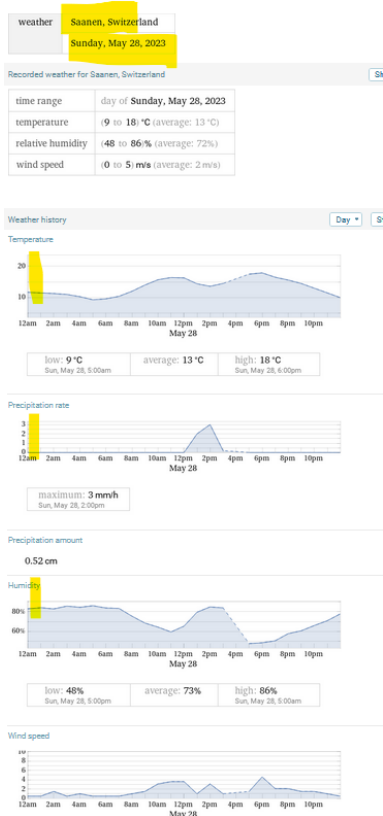 weather Saanen, Switzerland
Sunday, May 28, 2023
Recorded weather for Saanen, Switzerland
time range day of Sunday, May 28, 2023
temperature (9 to 18) °C (average: 13 °C)
relative humidity (48 to 86)% (average: 72%)
wind speed (0 to 5) m/s (average: 2 m/s)
Weather history Day
Temperature
20
10
12am 2am 4am 6am 8am 10am 12pm 2pm 4pm 6pm 8pm 10pm
May 28
low: 9 °C average: 13 °C high: 18 °C
Sun, May 28, 5:00am Sun, May 28, 6:00pm
Precipitation rate
3
2
1
0
12am 2am 4am 6am 8am 10am 12pm 2pm 4pm 6pm 8pm 10pm
May 28
maximum: 3 mm/h
Sun, May 28, 2:00pm
Precipitation amount
0.52 cm
Humidity
80%
60%
12am 2am 4am 6am 8am 10am 12pm 2pm 4pm 6pm 8pm 10pm
May 28
low: 48% average: 73% high: 86%
Sun, May 28, 5:00pm Sun, May 28, 5:00am
Wind speed
10
8
6
4
2
0
12am 2am 4am 6am 8am 10am 12pm 2pm 4pm 6pm 8pm 10pm
May 28